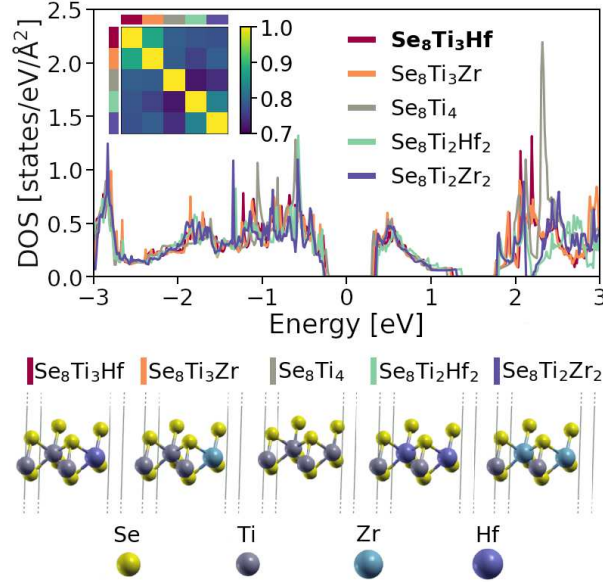 DOS [states/eV/Å²]
2.5
2.0
1.5
1.0
0.5
0.0
1.0
0.9
0.8
0.7
Se₈Ti₃Hf
Se₈Ti₃Zr
Se₈Ti₄
Se₈Ti₂Hf₂
Se₈Ti₂Zr₂
−3 −2 −1 0 1 2 3
Energy [eV]
Se₈Ti₃Hf Se₈Ti₃Zr Se₈Ti₄ Se₈Ti₂Hf₂ Se₈Ti₂Zr₂
Se Ti Zr Hf